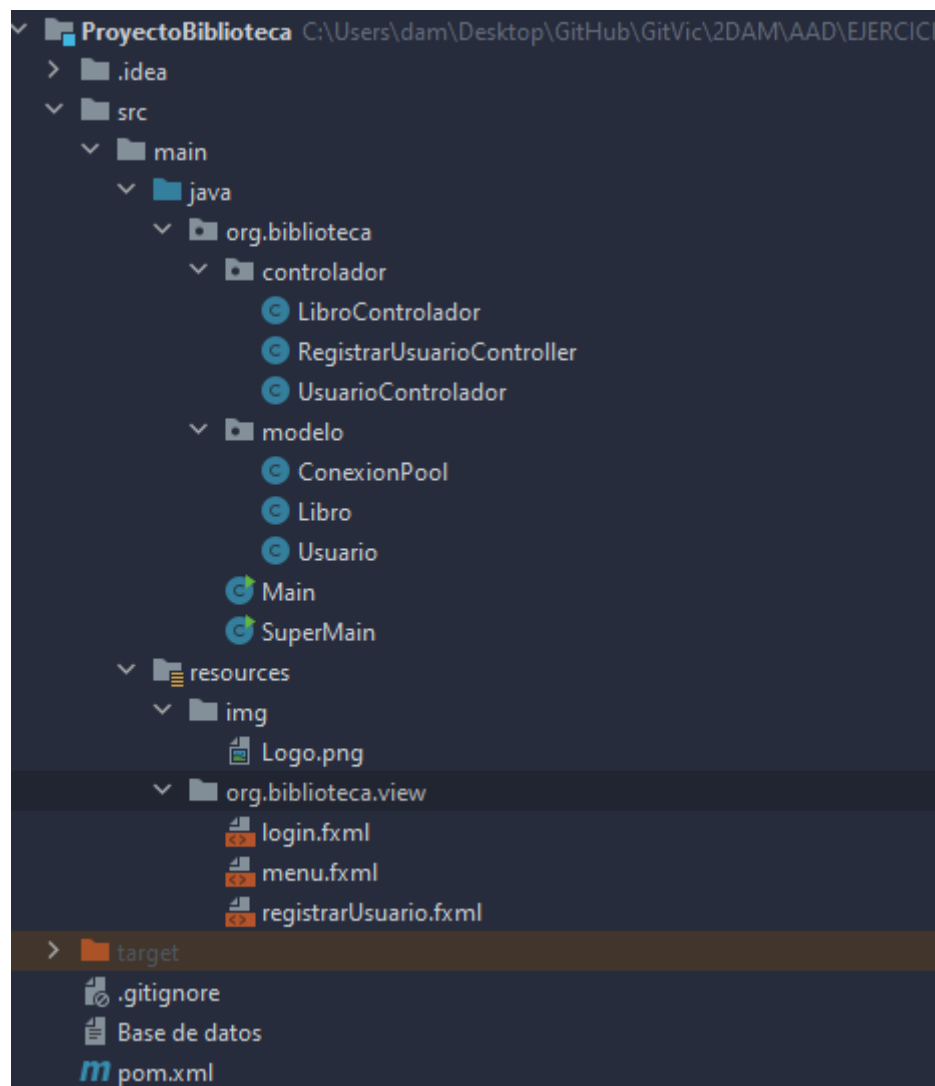 ProyectoBiblioteca C:\Users\dam\Desktop\GitHub\GitVic\2DAM\AAD\EJERCICI
.idea
src
main
java
org.biblioteca
controlador
LibroControlador
RegistrarUsuarioController
UsuarioControlador
modelo
ConexionPool
Libro
Usuario
Main
SuperMain
resources
img
Logo.png
org.biblioteca.view
login.fxml
menu.fxml
registrarUsuario.fxml
target
.gitignore
Base de datos
pom.xml